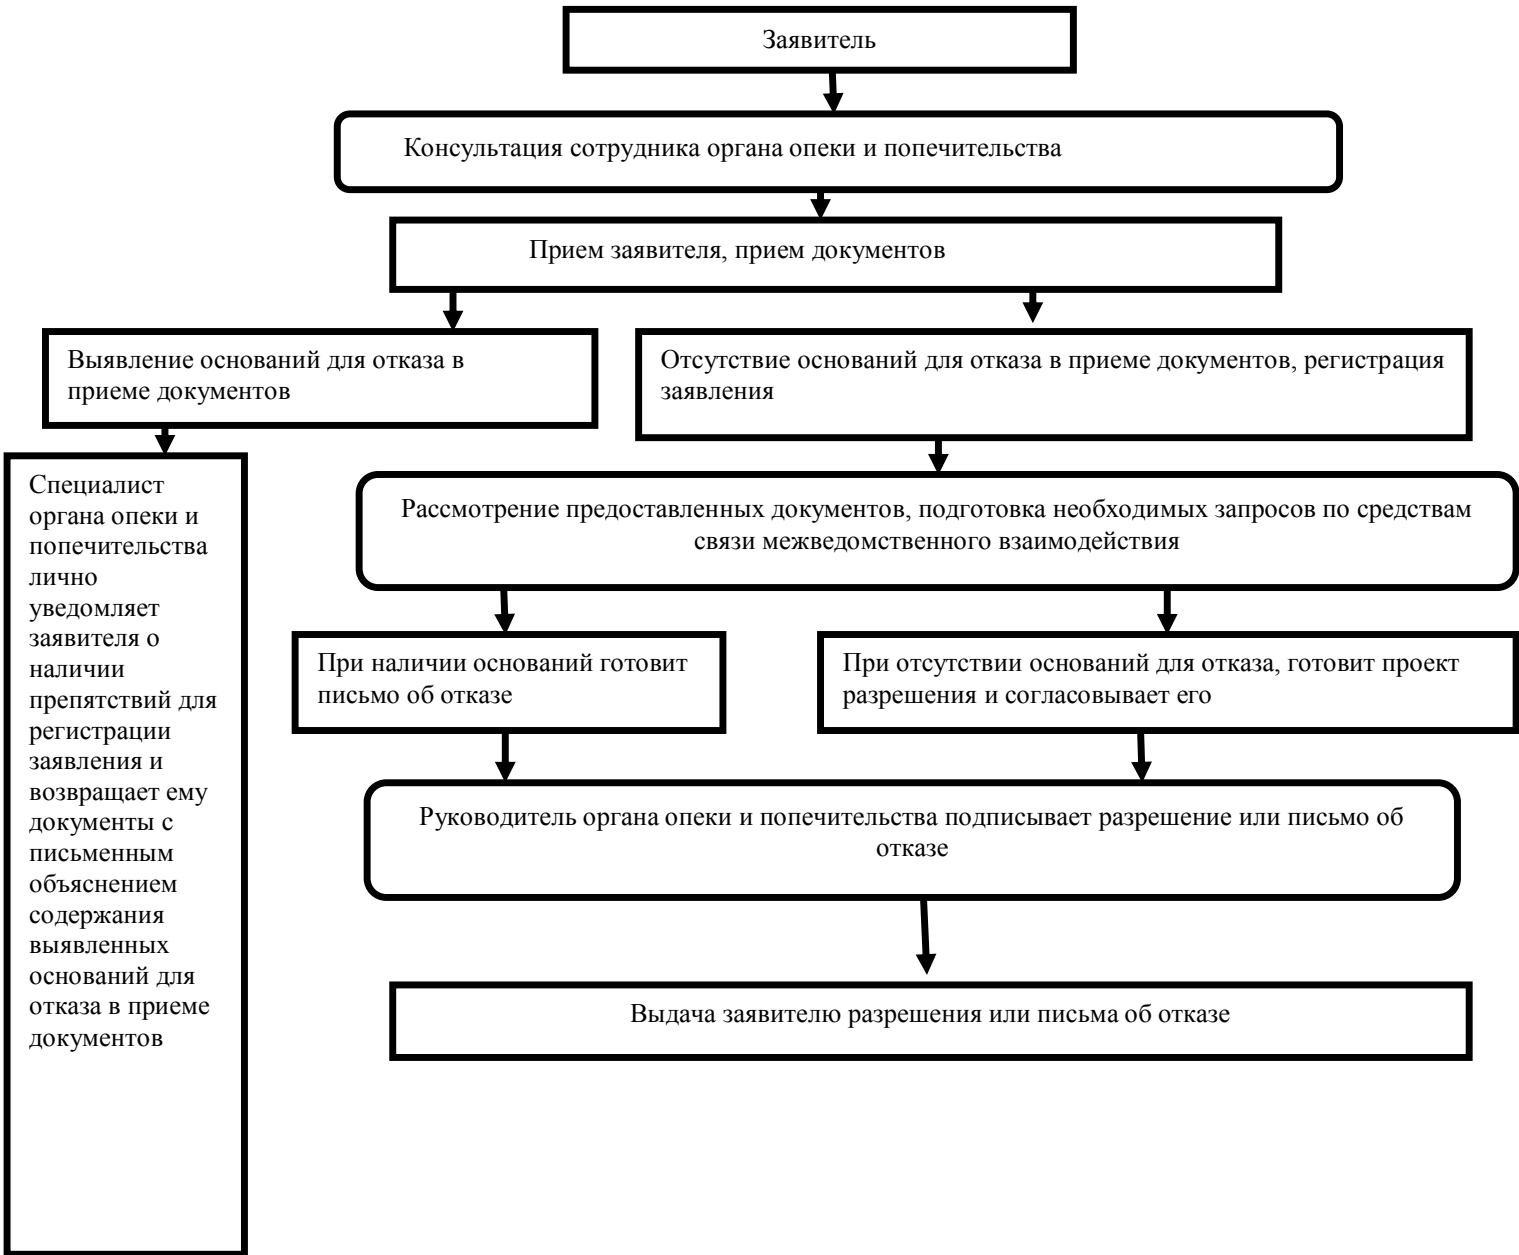 Заявитель
Консультация сотрудника органа опеки и попечительства
Прием заявителя, прием документов
Выявление оснований для отказа в
приеме документов
Отсутствие оснований для отказа в приеме документов, регистрация
заявления
Специалист
органа опеки и
попечительства
лично
уведомляет
заявителя о
наличии
препятствий для
регистрации
заявления и
возвращает ему
документы с
письменным
объяснением
содержания
выявленных
оснований для
отказа в приеме
документов
Рассмотрение предоставленных документов, подготовка необходимых запросов по средствам
связи межведомственного взаимодействия
При наличии оснований готовит
письмо об отказе
При отсутствии оснований для отказа, готовит проект
разрешения и согласовывает его
Руководитель органа опеки и попечительства подписывает разрешение или письмо об
отказе
Выдача заявителю разрешения или письма об отказе